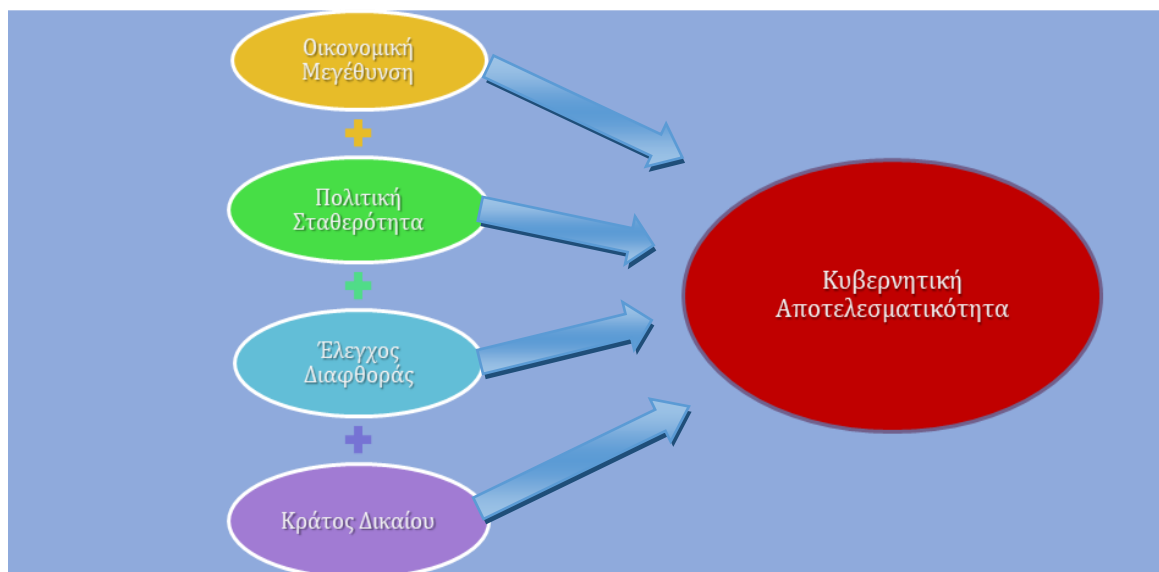 Οικονομική
Μεγέθυνση
Πολιτική
Σταθερότητα
Έλεγχος
Διαφθοράς
Κράτος Δικαίου
Κυβερνητική
Αποτελεσματικότητα